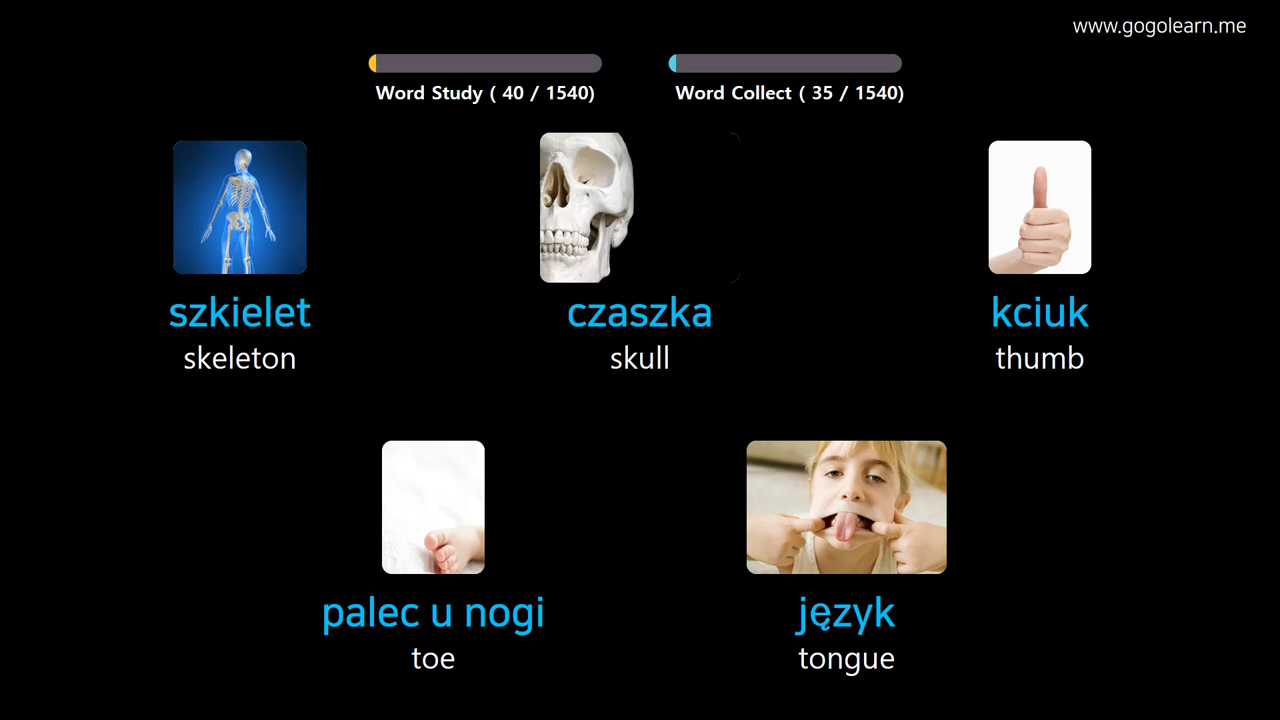 www.gogolearn.me
Word Study ( 40 / 1540)
Word Collect ( 35 / 1540)
szkielet
skeleton
czaszka
skull
kciuk
thumb
palec u nogi
toe
język
tongue